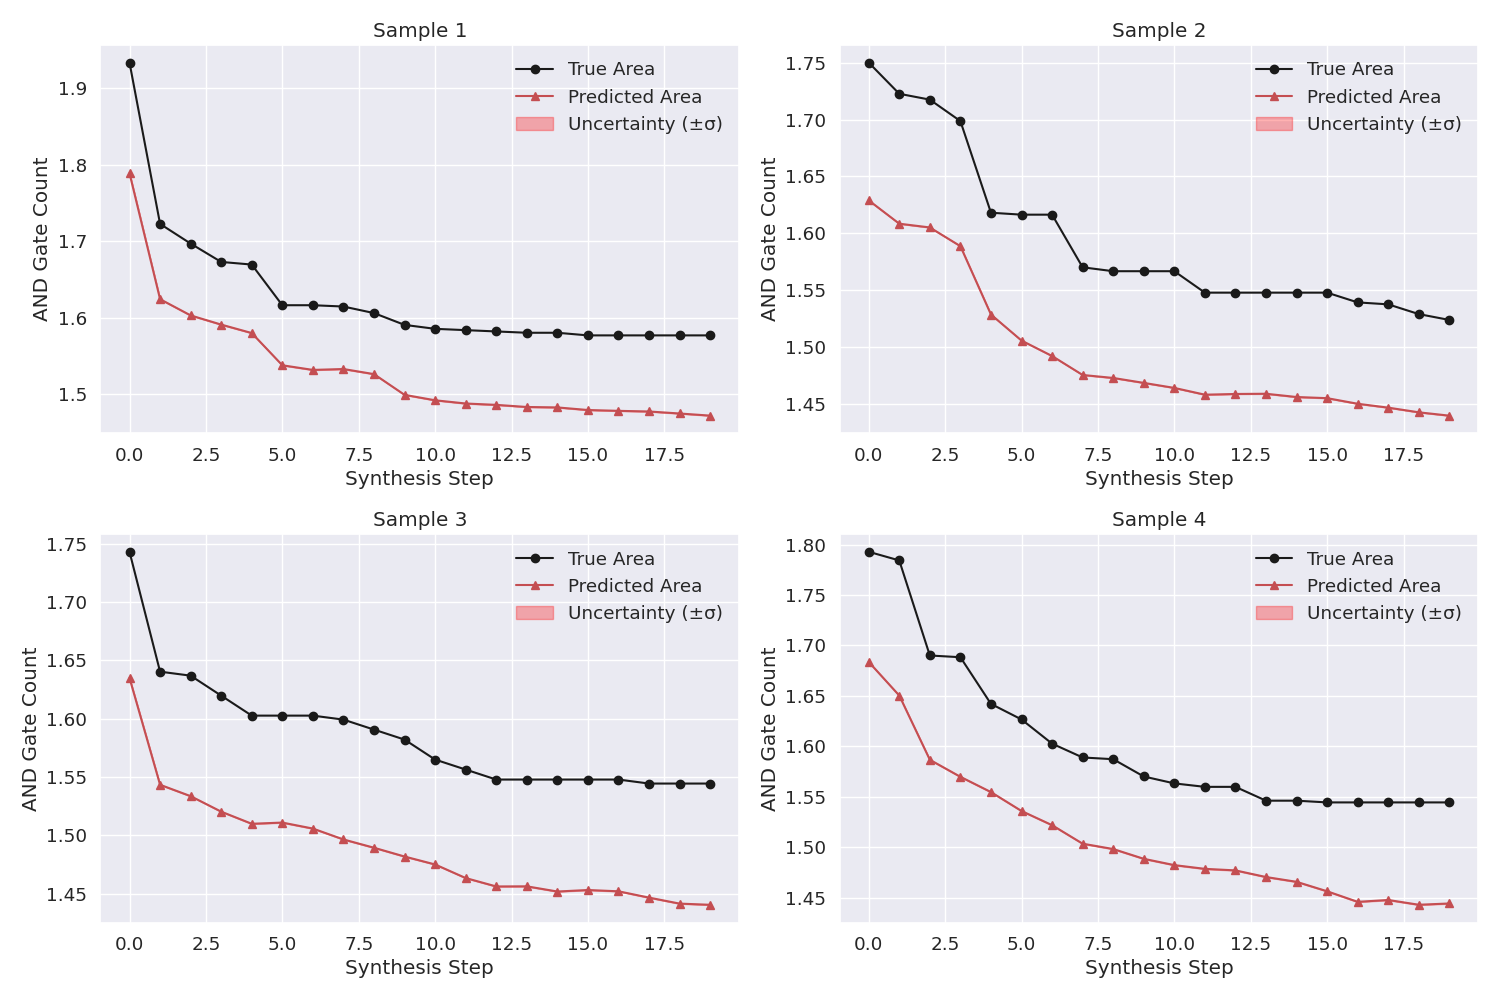 Sample 1
AND Gate Count
1.9
1.8
1.7
1.6
1.5
True Area
Predicted Area
Uncertainty (±σ)
0.0 2.5 5.0 7.5 10.0 12.5 15.0 17.5
Synthesis Step
Sample 2
AND Gate Count
1.75
1.70
1.65
1.60
1.55
1.50
1.45
True Area
Predicted Area
Uncertainty (±σ)
0.0 2.5 5.0 7.5 10.0 12.5 15.0 17.5
Synthesis Step
Sample 3
AND Gate Count
1.75
1.70
1.65
1.60
1.55
1.50
1.45
True Area
Predicted Area
Uncertainty (±σ)
0.0 2.5 5.0 7.5 10.0 12.5 15.0 17.5
Synthesis Step
Sample 4
AND Gate Count
1.80
1.75
1.70
1.65
1.60
1.55
1.50
1.45
True Area
Predicted Area
Uncertainty (±σ)
0.0 2.5 5.0 7.5 10.0 12.5 15.0 17.5
Synthesis Step